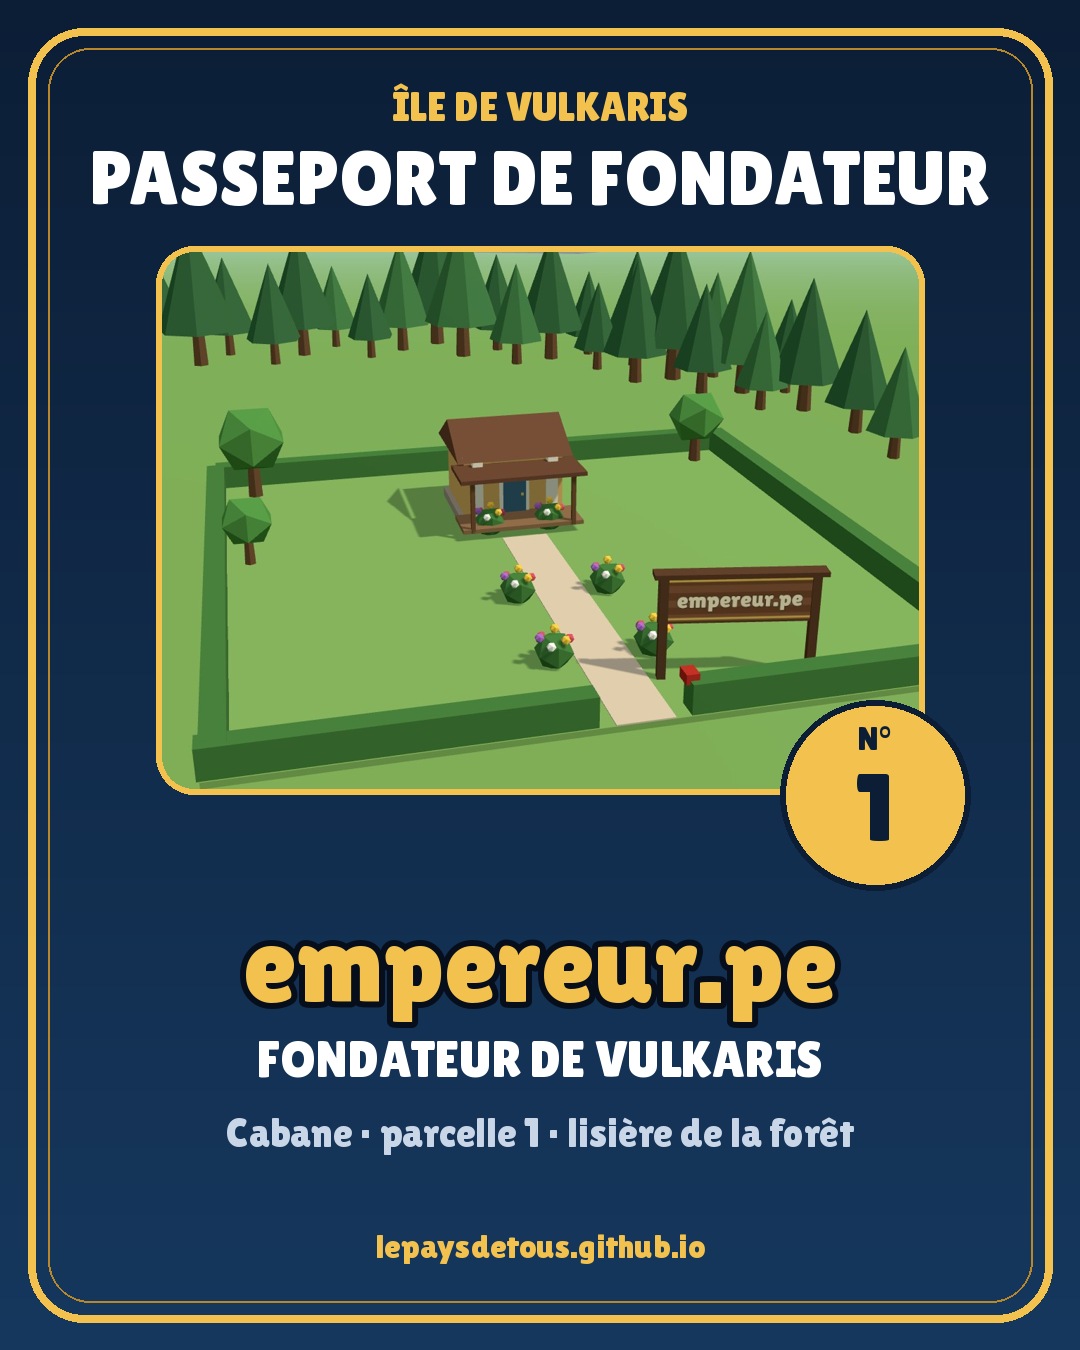 ÎLE DE VULKARIS
PASSEPORT DE FONDATEUR
empereur.pe
N°
1
empereur.pe
FONDATEUR DE VULKARIS
Cabane · parcelle 1 · lisière de la forêt
lepaysdetous.github.io